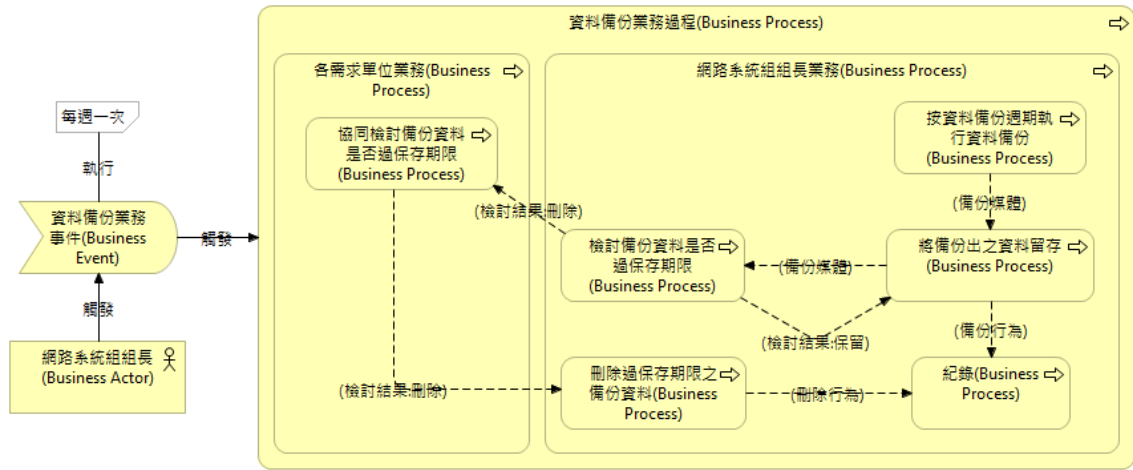 資料備份業務過程(Business Process)
各需求單位業務(Business
Process)
網路系統組組長業務(Business Process)
每週一次
執行
資料備份業務
事件(Business
Event)
觸發
觸發
網路系統組組長
(Business Actor)
協同檢討備份資料
是否過保存期限
(Business Process)
按資料備份週期執
行資料備份
(Business Process)
(備份媒體)
(檢討結果:刪除)
檢討備份資料是否
過保存期限
(Business Process)
(備份媒體)
將備份出之資料留存
(Business Process)
(檢討結果:保留)
(備份行為)
(檢討結果:刪除)
刪除過保存期限之
備份資料(Business
Process)
(刪除行為)
紀錄(Business
Process)